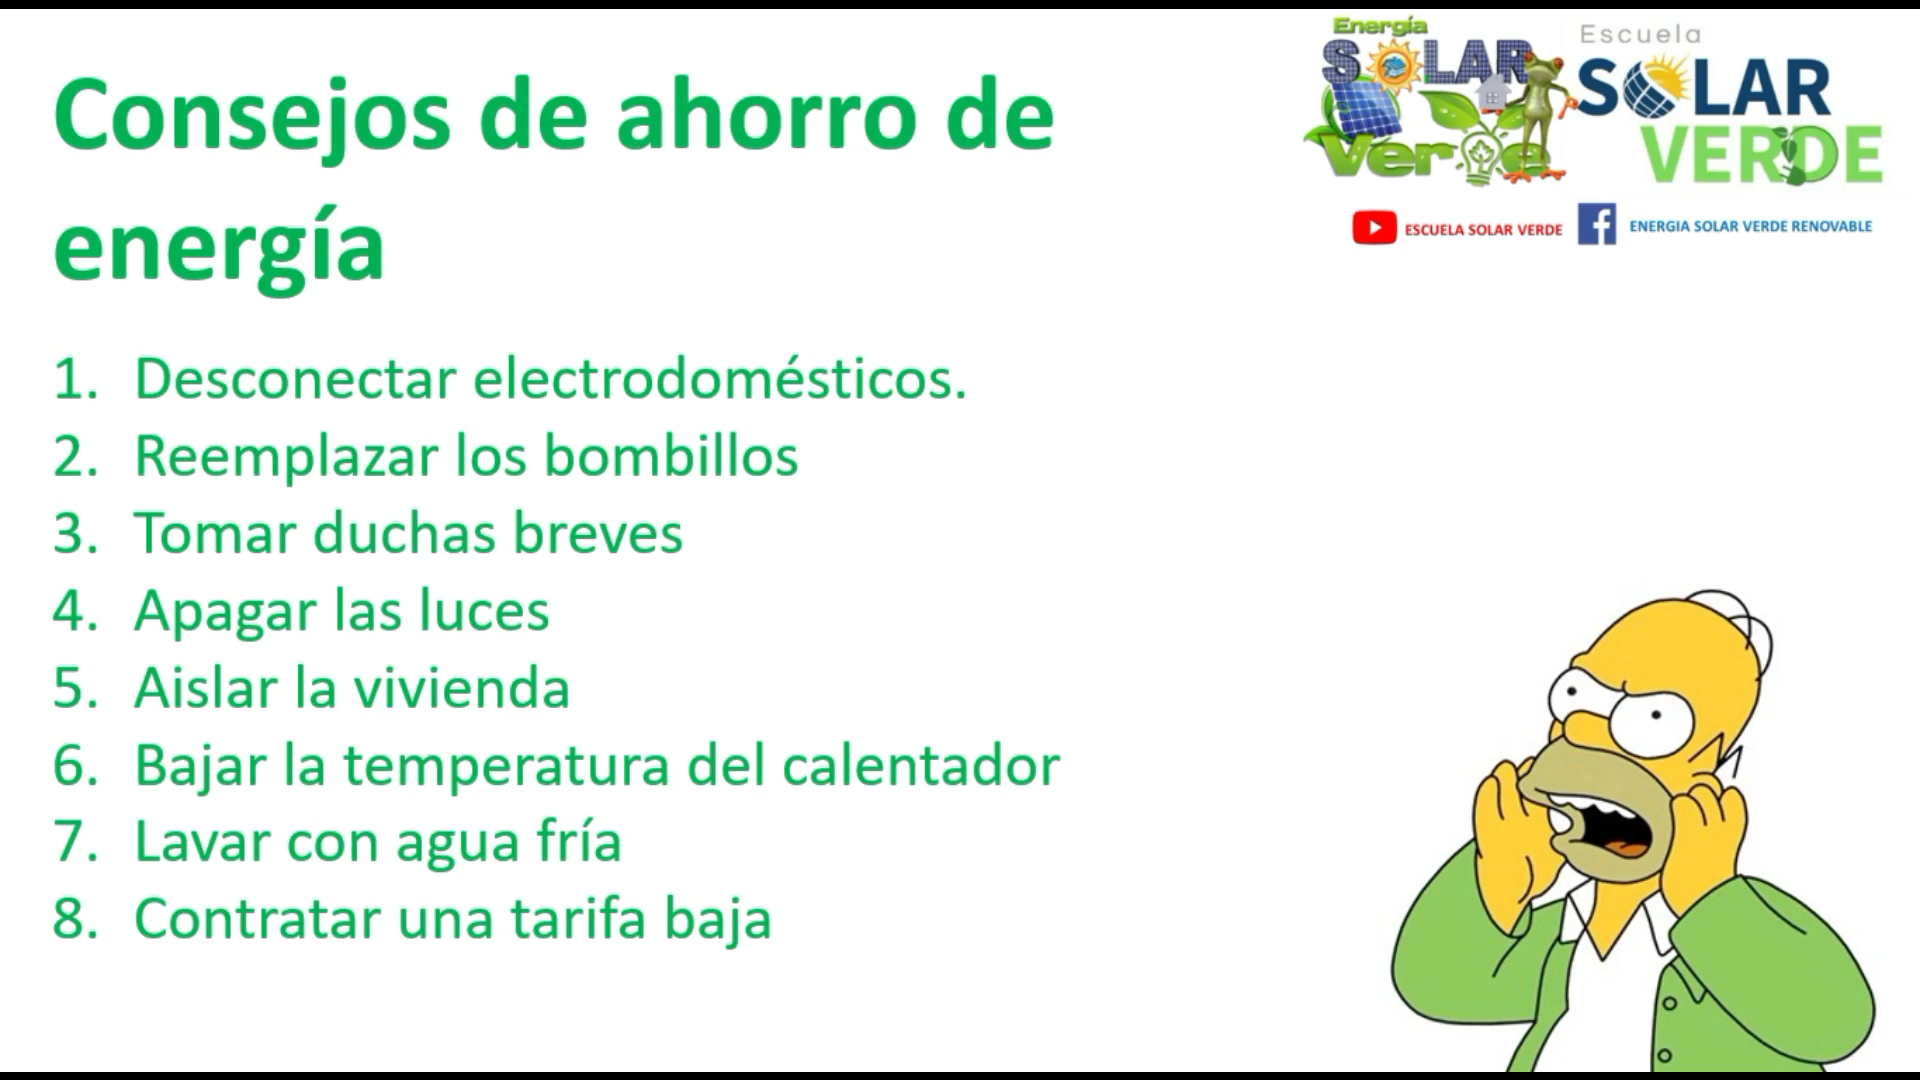 Consejos de ahorro de
energía
Energía
SOLAR
Verde
Escuela
SOLAR
VERDE
ESCUELA SOLAR VERDE
ENERGIA SOLAR VERDE RENOVABLE
1. Desconectar electrodomésticos.
2. Reemplazar los bombillos
3. Tomar duchas breves
4. Apagar las luces
5. Aislar la vivienda
6. Bajar la temperatura del calentador
7. Lavar con agua fría
8. Contratar una tarifa baja